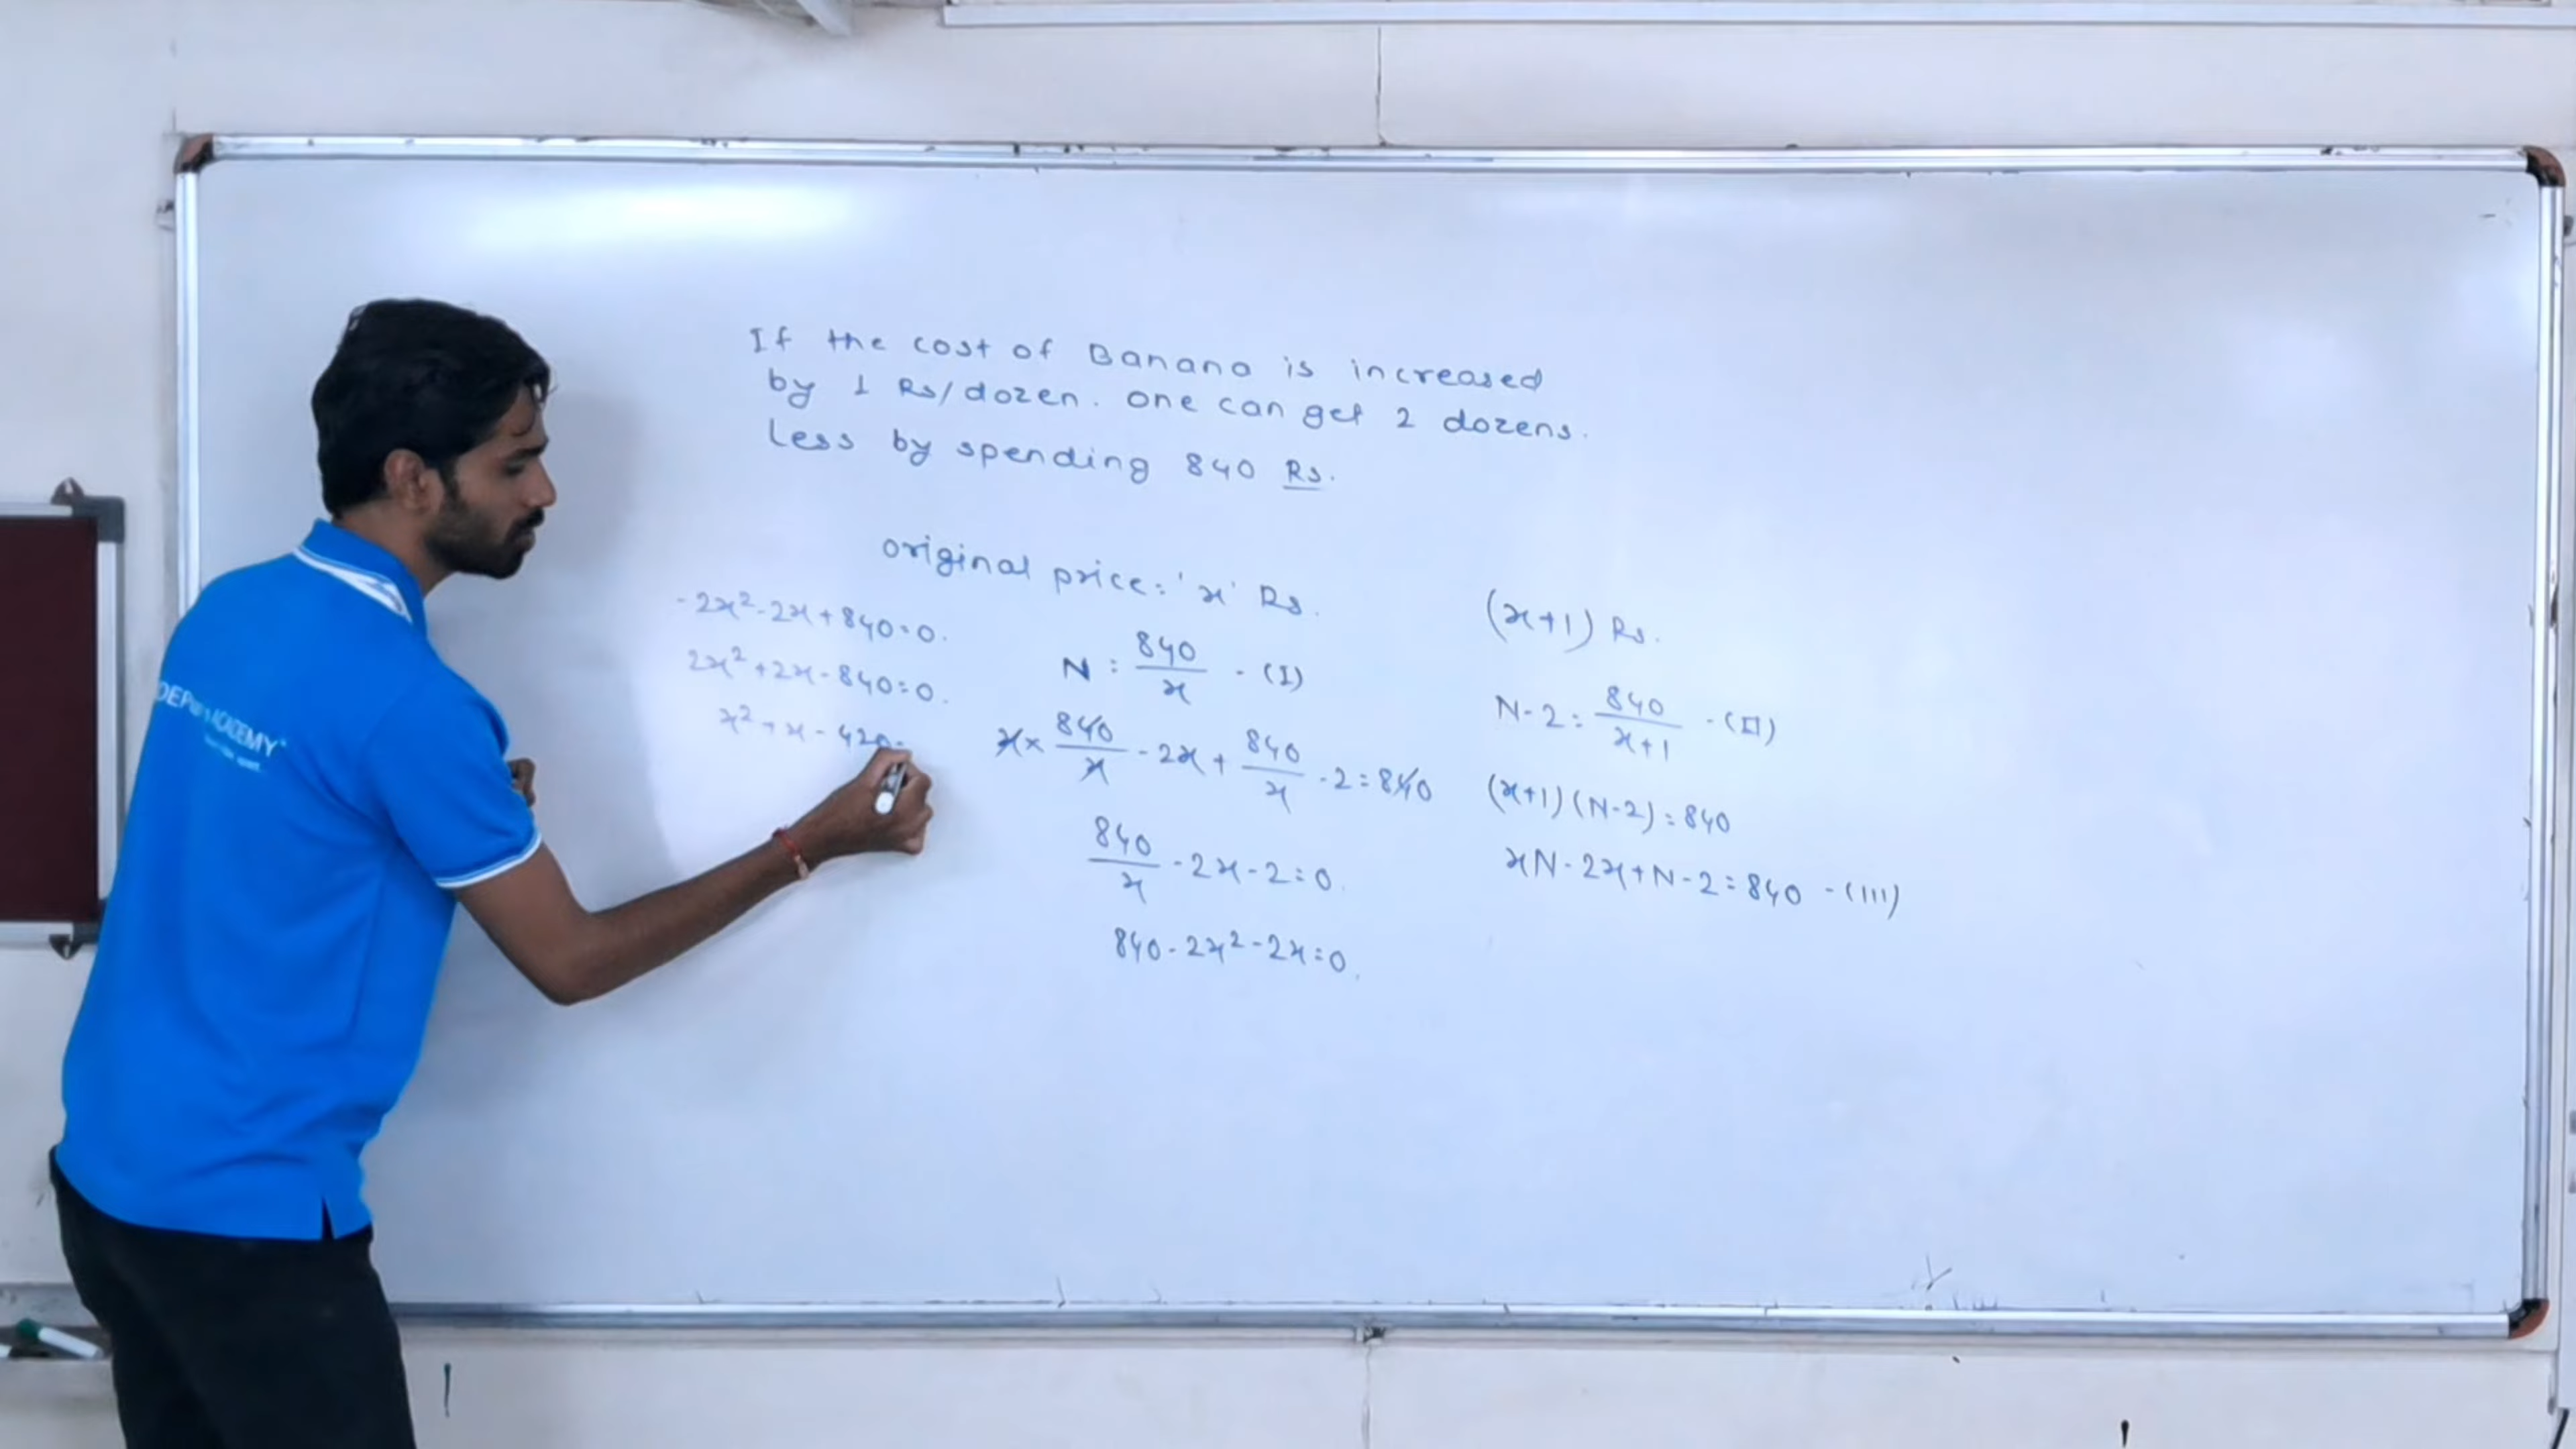 If the cost of Banana is increased
by 1 Rs/dozen. one can get 2 dozens.
Less by spending 840 Rs.
original price = 'x' Rs.
N = 840/x - (I)
x × 840/x - 2x + 840/x - 2 = 840
840/x - 2x - 2 = 0.
840 - 2x² - 2x = 0.
- 2x² - 2x + 840 = 0.
2x² + 2x - 840 = 0.
x² + x - 420 =
(x+1) Rs.
N - 2 = 840/x+1 - (II)
(x+1) (N-2) = 840
xN - 2x + N - 2 = 840 - (III)
ACADEMY